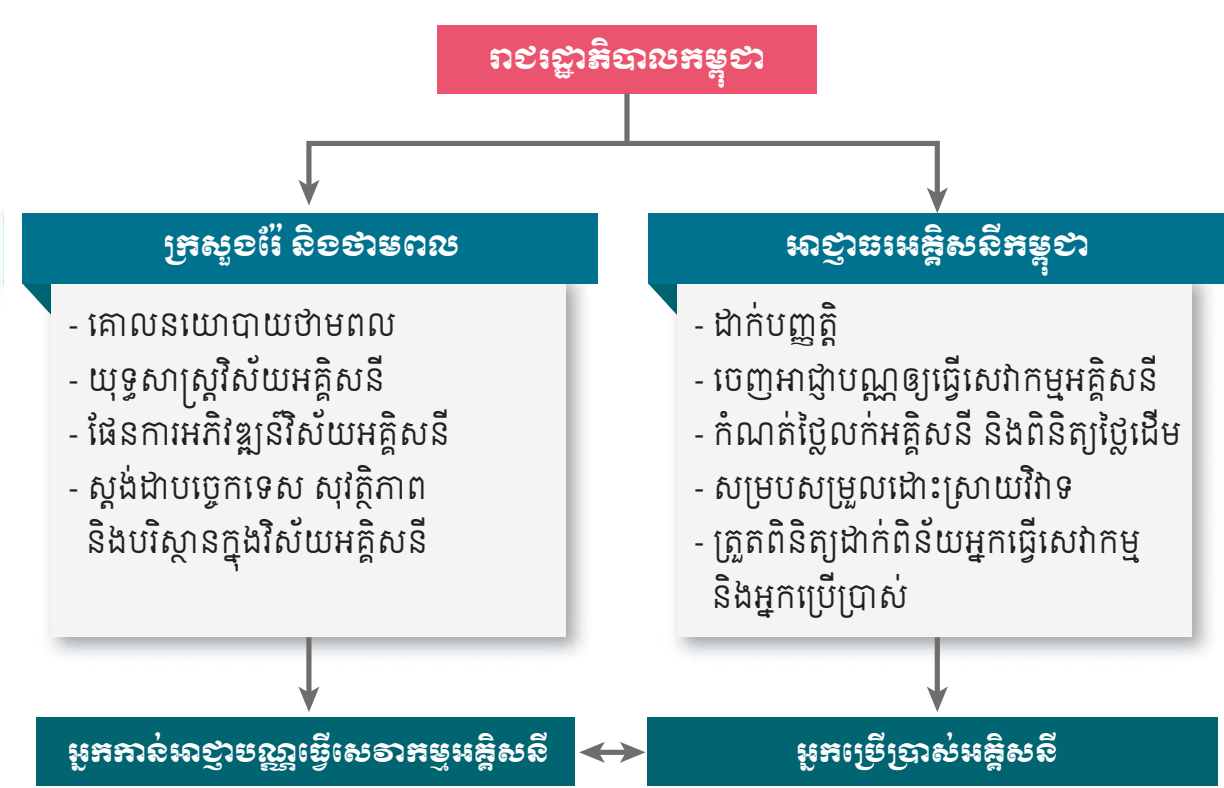 រាជរដ្ឋាភិបាលកម្ពុជា
ក្រសួងរ៉ែ និងថាមពល
- គោលនយោបាយថាមពល
- យុទ្ធសាស្ត្រវិស័យអគ្គិសនី
- ផែនការអភិវឌ្ឍន៍វិស័យអគ្គិសនី
- ស្តង់ដាបច្ចេកទេស សុវត្ថិភាព
និងបរិស្ថានក្នុងវិស័យអគ្គិសនី
អាជ្ញាធរអគ្គិសនីកម្ពុជា
- ដាក់បញ្ញត្តិ
- ចេញអាជ្ញាបណ្ណឲ្យធ្វើសេវាកម្មអគ្គិសនី
- កំណត់ថ្លៃលក់អគ្គិសនី និងពិនិត្យថ្លៃដើម
- សម្របសម្រួលដោះស្រាយវិវាទ
- ត្រួតពិនិត្យដាក់ពិន័យអ្នកធ្វើសេវាកម្ម
និងអ្នកប្រើប្រាស់
អ្នកកាន់អាជ្ញាបណ្ណធ្វើសេវាកម្មអគ្គិសនី
អ្នកប្រើប្រាស់អគ្គិសនី